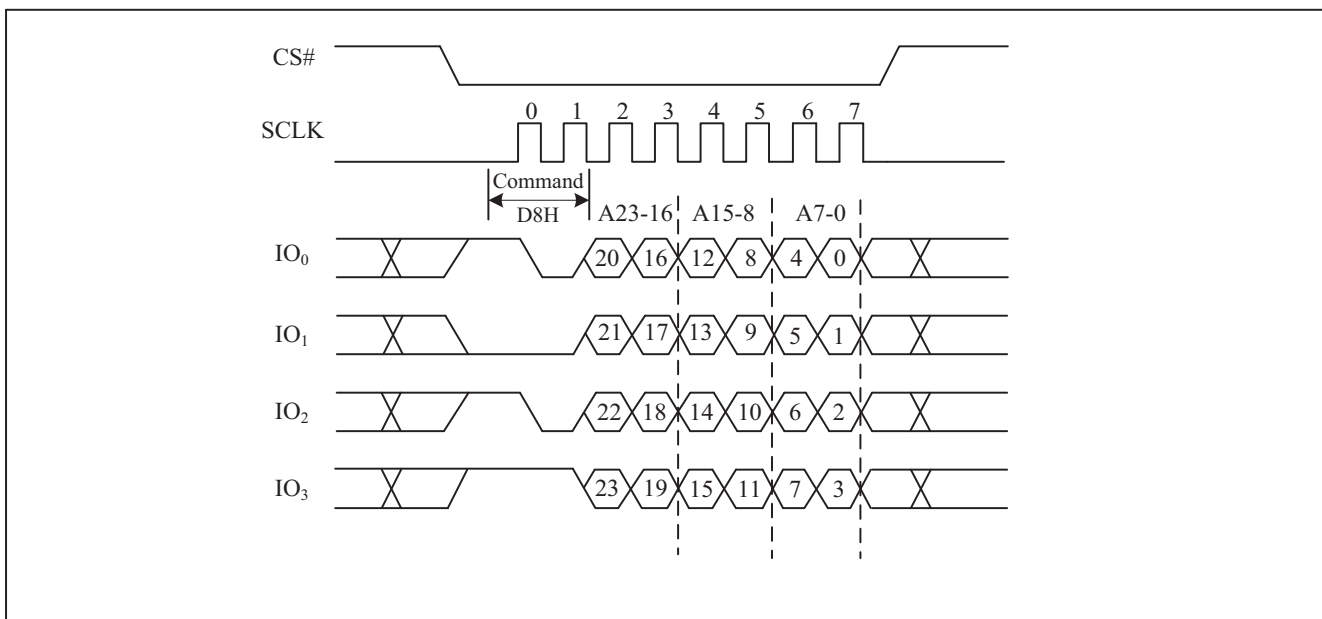 CS#
0 1 2 3 4 5 6 7
SCLK
Command
D8H A23-16 A15-8 A7-0
IO₀ 20 16 12 8 4 0
IO₁ 21 17 13 9 5 1
IO₂ 22 18 14 10 6 2
IO₃ 23 19 15 11 7 3